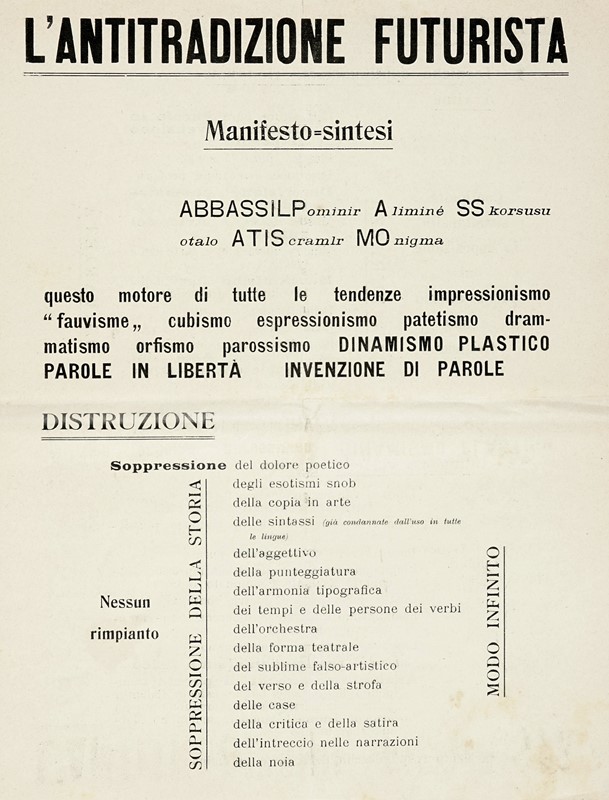 L'ANTITRADIZIONE FUTURISTA
Manifesto=sintesi
ABBASSILPominir Aliminé SSkorsusu
otalo ATIScramlr MOnigma
questo motore di tutte le tendenze impressionismo
“fauvisme„ cubismo espressionismo patetismo dram-
matismo orfismo parossismo DINAMISMO PLASTICO
PAROLE IN LIBERTÀ INVENZIONE DI PAROLE
DISTRUZIONE
Soppressione del dolore poetico
degli esotismi snob
della copia in arte
delle sintassi (già condannate dall'uso in tutte
le lingue)
dell'aggettivo
della punteggiatura
dell'armonia tipografica
dei tempi e delle persone dei verbi
dell'orchestra
della forma teatrale
del sublime falso-artistico
del verso e della strofa
delle case
della critica e della satira
dell'intreccio nelle narrazioni
della noia
SOPPRESSIONE DELLA STORIA
Nessun
rimpianto
MODO INFINITO